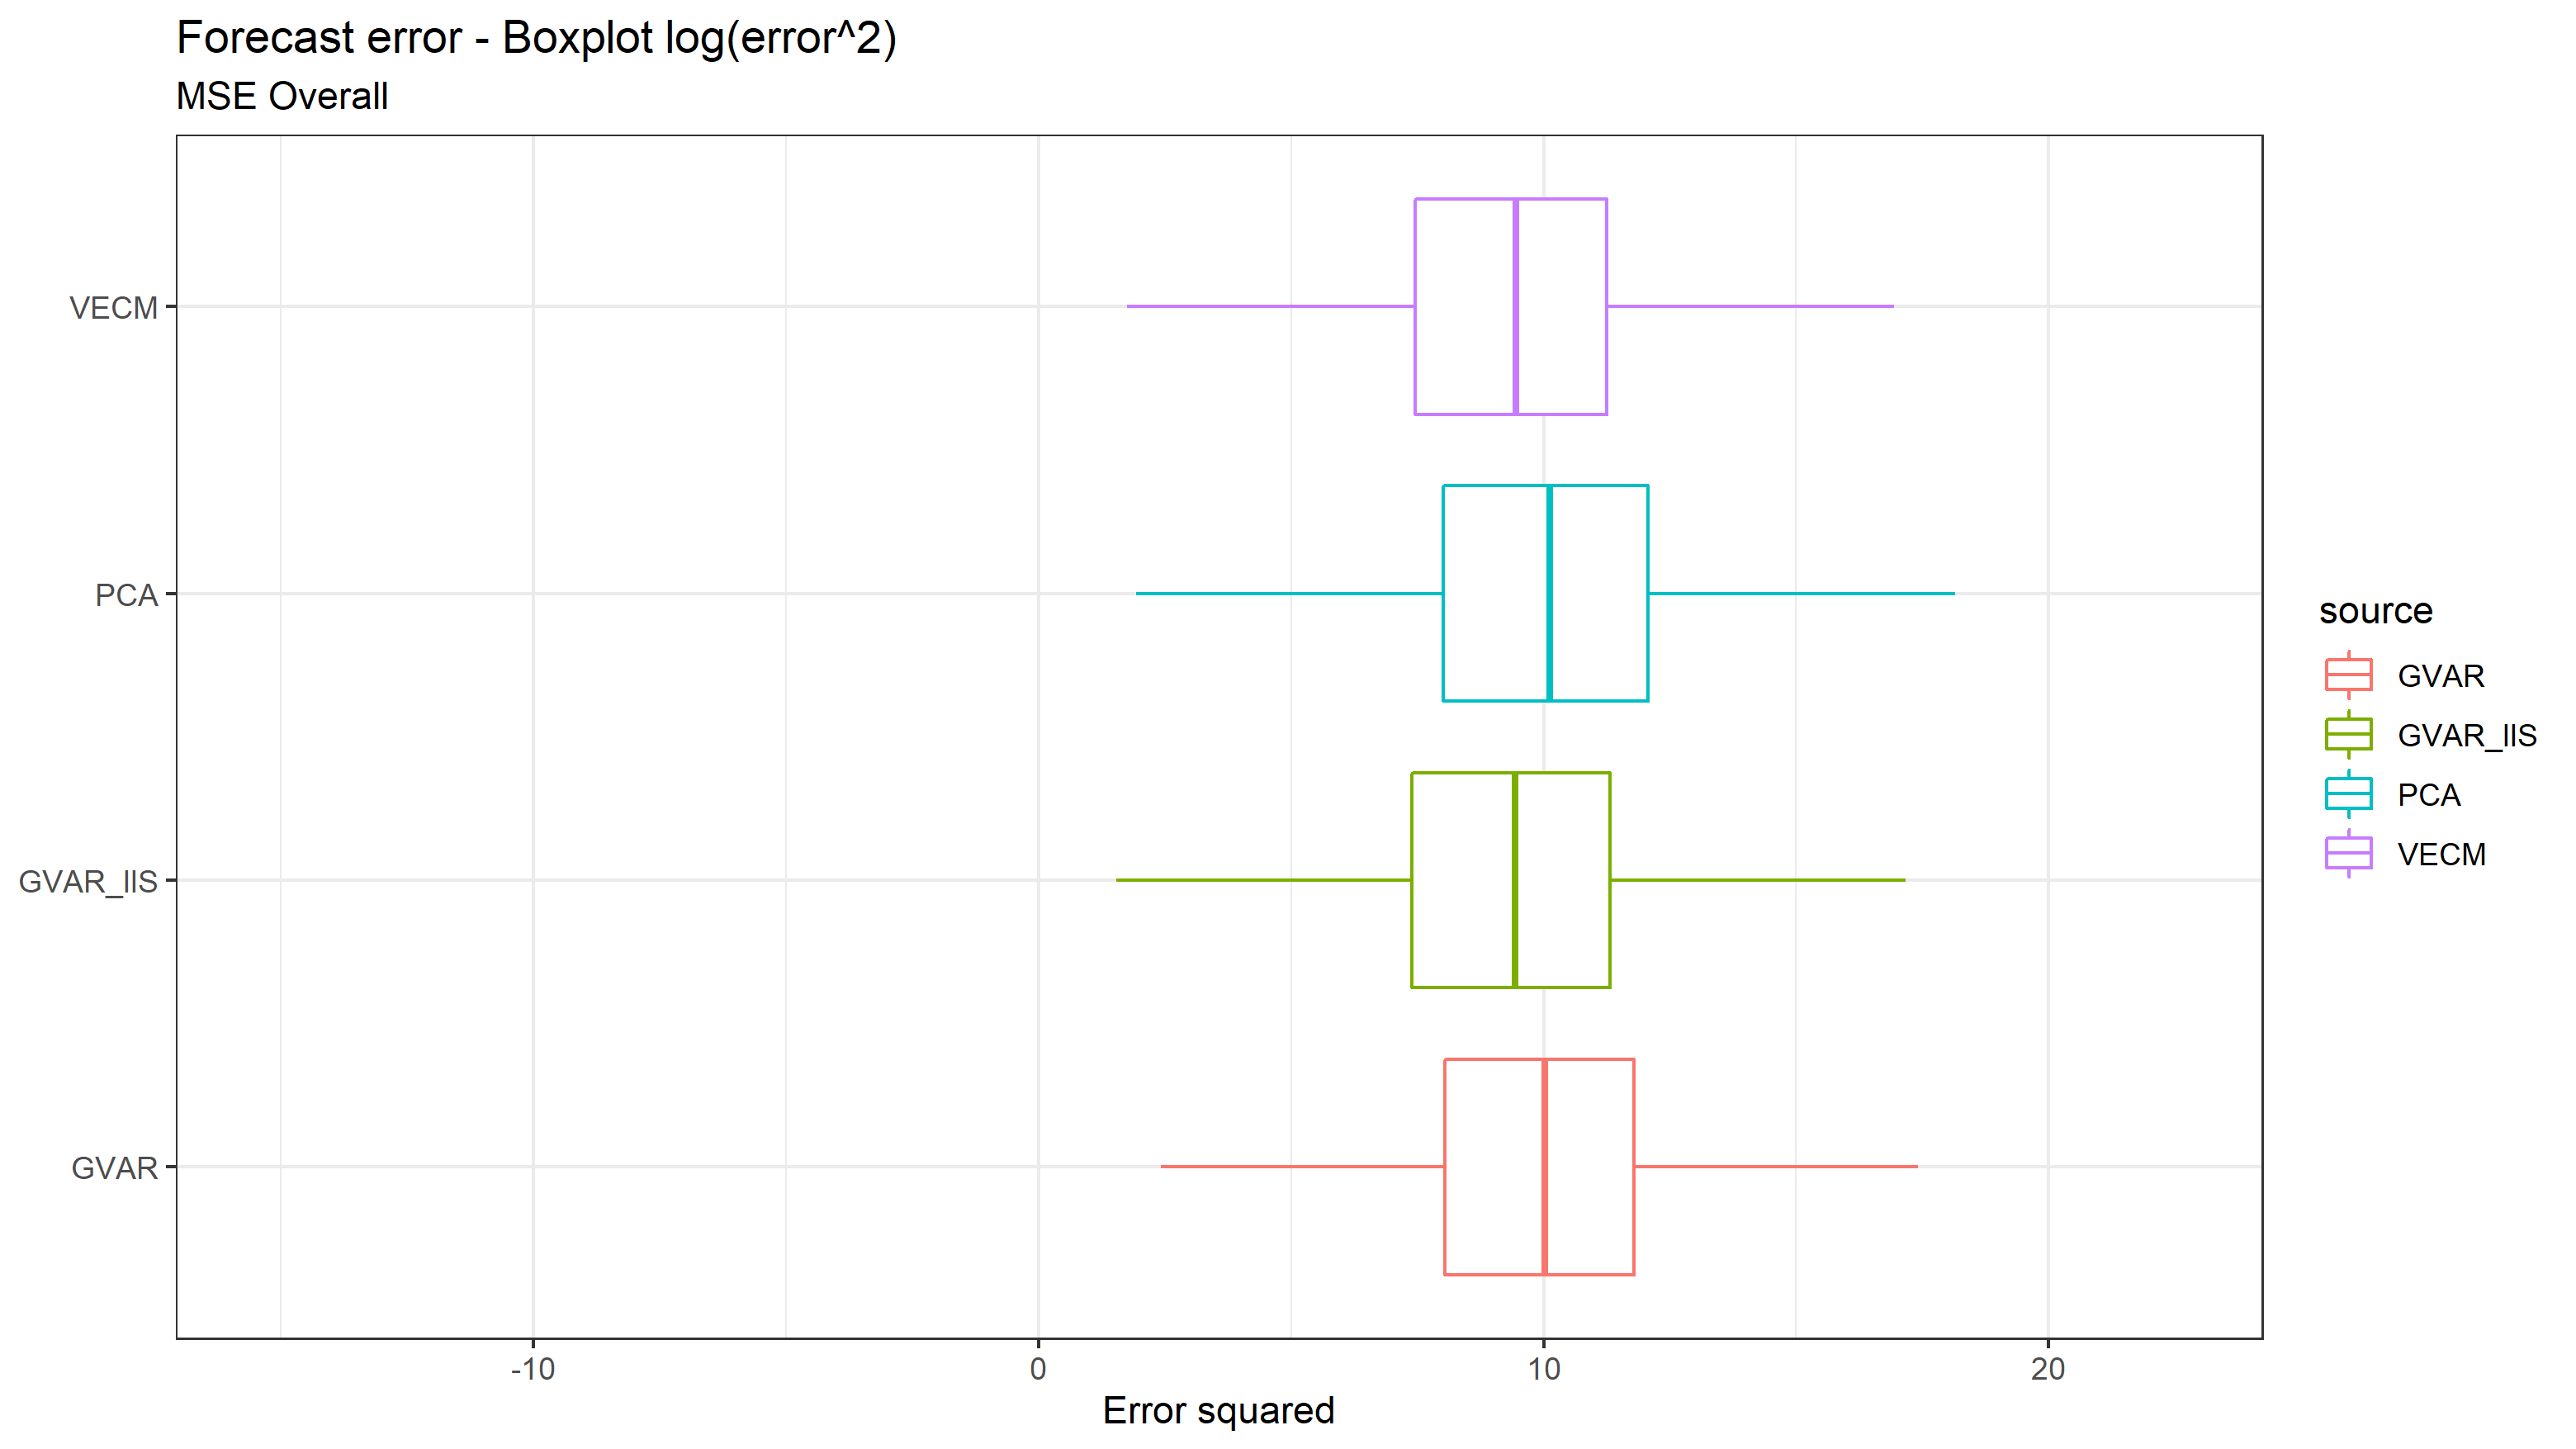 Forecast error - Boxplot log(error^2)
MSE Overall
VECM
PCA
GVAR_IIS
GVAR
-10
0
10
20
Error squared
source
GVAR
GVAR_IIS
PCA
VECM